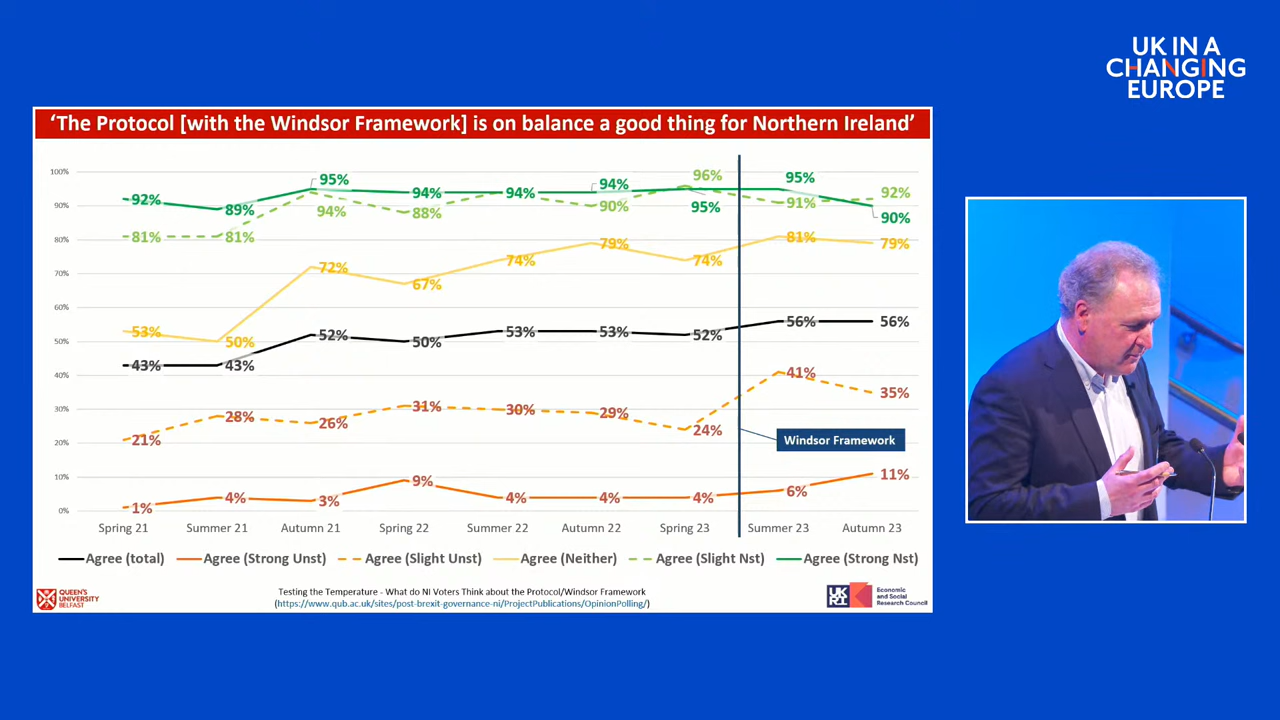 UK IN A
CHANGING
EUROPE
‘The Protocol [with the Windsor Framework] is on balance a good thing for Northern Ireland’
100%
90%
80%
70%
60%
50%
40%
30%
20%
10%
0%
92% 89% 95% 94% 94% 94% 95% 95% 90%
81% 81% 94% 88% 90% 96% 91% 92%
53% 50% 72% 67% 74% 79% 74% 81% 79%
43% 43% 52% 50% 53% 53% 52% 56% 56%
21% 28% 26% 31% 30% 29% 24% 41% 35%
1% 4% 3% 9% 4% 4% 4% 6% 11%
Windsor Framework
Spring 21 Summer 21 Autumn 21 Spring 22 Summer 22 Autumn 22 Spring 23 Summer 23 Autumn 23
Agree (total) Agree (Strong Unst) Agree (Slight Unst) Agree (Neither) Agree (Slight Nst) Agree (Strong Nst)
QUEEN'S
UNIVERSITY
BELFAST
Testing the Temperature - What do NI Voters Think about the Protocol/Windsor Framework
(https://www.qub.ac.uk/sites/post-brexit-governance-ni/ProjectPublications/OpinionPolling/)
UK
RI
Economic
and Social
Research Council